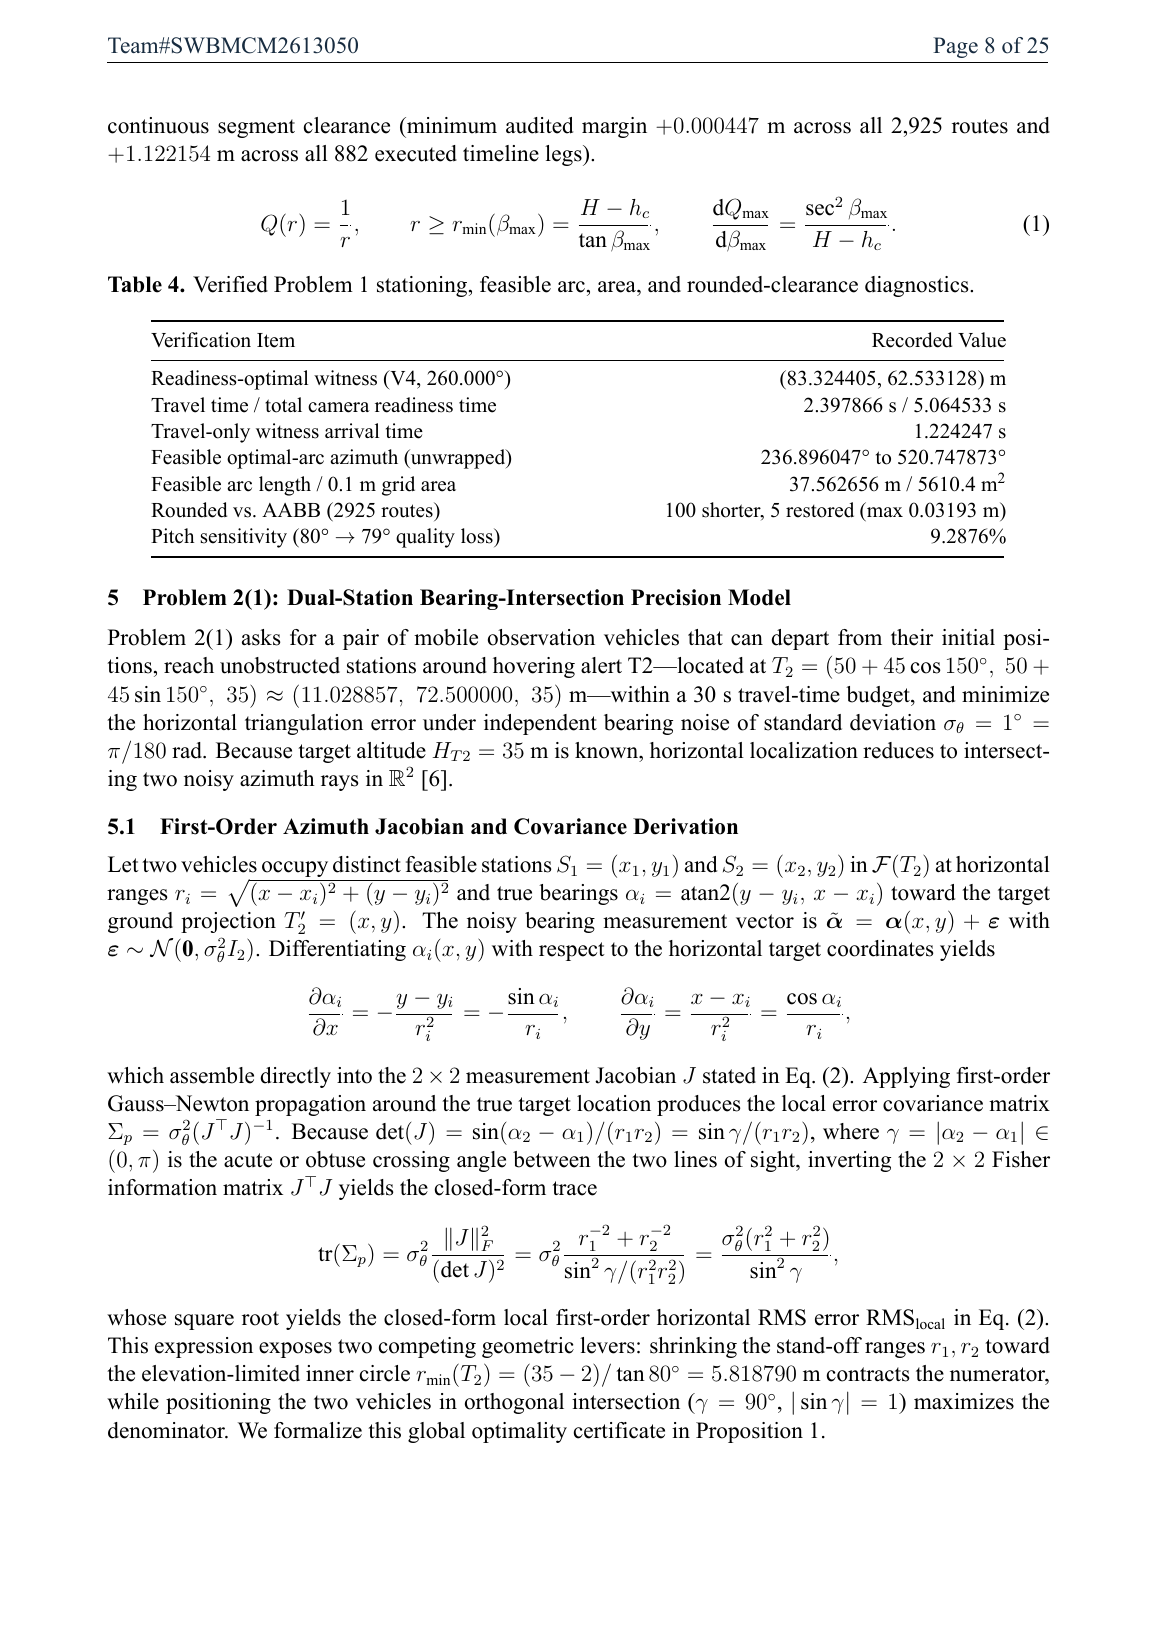 Team#SWBMCM2613050 Page 8 of 25
continuous segment clearance (minimum audited margin +0.000447 m across all 2,925 routes and
+1.122154 m across all 882 executed timeline legs).
Q(r) = 1/r, r ≥ r_min(β_max) = (H − h_c)/(tan β_max), dQ_max/dβ_max = (sec² β_max)/(H − h_c). (1)
Table 4. Verified Problem 1 stationing, feasible arc, area, and rounded-clearance diagnostics.
Verification Item Recorded Value
Readiness-optimal witness (V4, 260.000°) (83.324405, 62.533128) m
Travel time / total camera readiness time 2.397866 s / 5.064533 s
Travel-only witness arrival time 1.224247 s
Feasible optimal-arc azimuth (unwrapped) 236.896047° to 520.747873°
Feasible arc length / 0.1 m grid area 37.562656 m / 5610.4 m²
Rounded vs. AABB (2925 routes) 100 shorter, 5 restored (max 0.03193 m)
Pitch sensitivity (80° → 79° quality loss) 9.2876%
5 Problem 2(1): Dual-Station Bearing-Intersection Precision Model
Problem 2(1) asks for a pair of mobile observation vehicles that can depart from their initial posi-
tions, reach unobstructed stations around hovering alert T2—located at T₂ = (50 + 45 cos 150°, 50 +
45 sin 150°, 35) ≈ (11.028857, 72.500000, 35) m—within a 30 s travel-time budget, and minimize
the horizontal triangulation error under independent bearing noise of standard deviation σ_θ = 1° =
π/180 rad. Because target altitude H_T2 = 35 m is known, horizontal localization reduces to intersect-
ing two noisy azimuth rays in ℝ² [6].
5.1 First-Order Azimuth Jacobian and Covariance Derivation
Let two vehicles occupy distinct feasible stations S₁ = (x₁, y₁) and S₂ = (x₂, y₂) in ℱ(T₂) at horizontal
ranges r_i = √((x − x_i)² + (y − y_i)²) and true bearings α_i = atan2(y − y_i, x − x_i) toward the target
ground projection T₂′ = (x, y). The noisy bearing measurement vector is α̃ = α(x, y) + ε with
ε ∼ 𝒩(0, σ_θ² I₂). Differentiating α_i(x, y) with respect to the horizontal target coordinates yields
∂α_i/∂x = −(y − y_i)/r_i² = −(sin α_i)/r_i, ∂α_i/∂y = (x − x_i)/r_i² = (cos α_i)/r_i,
which assemble directly into the 2 × 2 measurement Jacobian J stated in Eq. (2). Applying first-order
Gauss–Newton propagation around the true target location produces the local error covariance matrix
Σ_p = σ_θ²(J⊤J)⁻¹. Because det(J) = sin(α₂ − α₁)/(r₁r₂) = sin γ/(r₁r₂), where γ = |α₂ − α₁| ∈
(0, π) is the acute or obtuse crossing angle between the two lines of sight, inverting the 2 × 2 Fisher
information matrix J⊤J yields the closed-form trace
tr(Σ_p) = σ_θ² ‖J‖_F²/(det J)² = σ_θ² (r₁⁻² + r₂⁻²)/(sin² γ/(r₁²r₂²)) = σ_θ²(r₁² + r₂²)/(sin² γ),
whose square root yields the closed-form local first-order horizontal RMS error RMS_local in Eq. (2).
This expression exposes two competing geometric levers: shrinking the stand-off ranges r₁, r₂ toward
the elevation-limited inner circle r_min(T₂) = (35 − 2)/ tan 80° = 5.818790 m contracts the numerator,
while positioning the two vehicles in orthogonal intersection (γ = 90°, | sin γ| = 1) maximizes the
denominator. We formalize this global optimality certificate in Proposition 1.